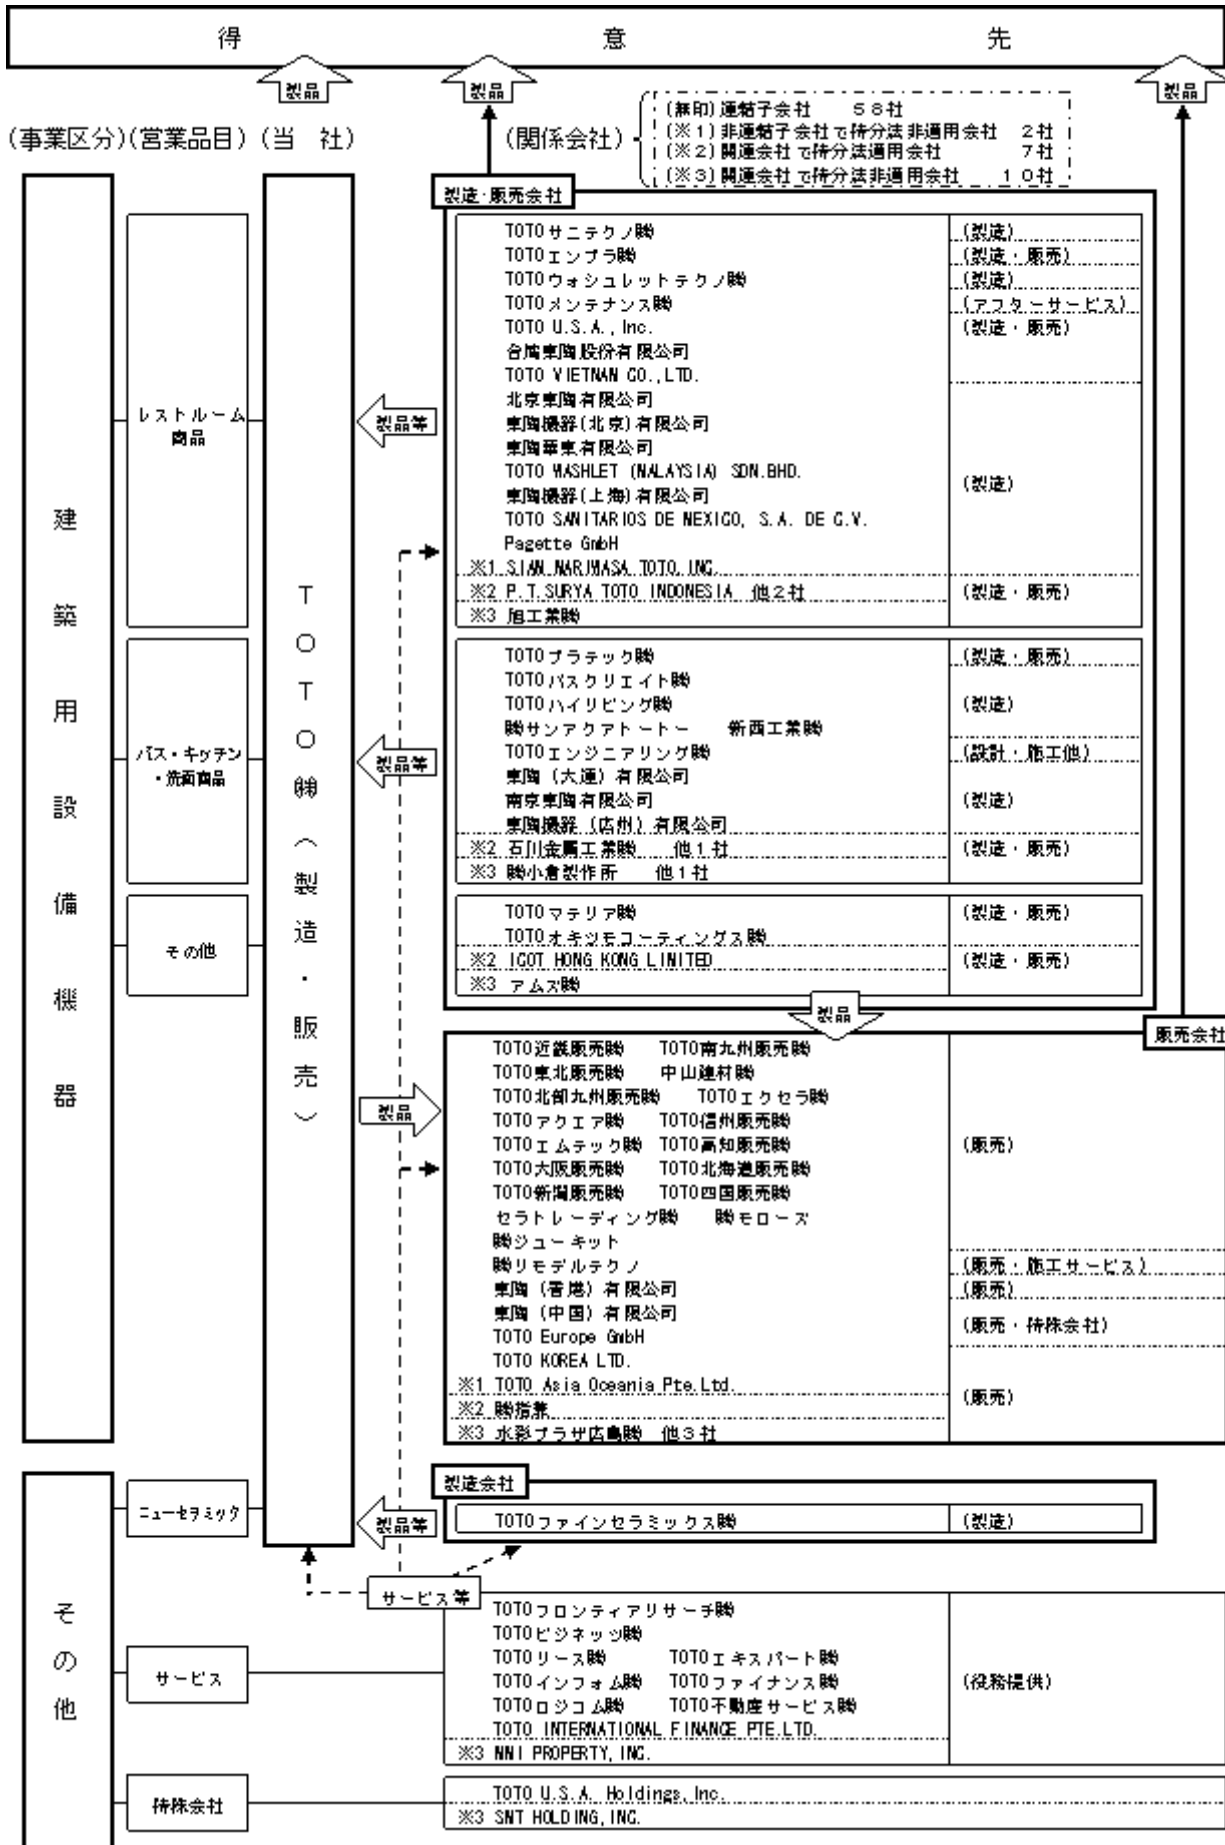 得意先
製品 製品 製品
(事業区分)(営業品目)(当　社)
(関係会社)
(無印)連結子会社　５８社
(※1)非連結子会社で持分法非適用会社　２社
(※2)関連会社で持分法適用会社　７社
(※3)関連会社で持分法非適用会社　１０社
建築用設備機器
TOTO㈱（製造・販売）
製造・販売会社
レストルーム
商品
製品等
TOTOサニテクノ㈱ (製造)
TOTOエンプラ㈱ (製造・販売)
TOTOウォシュレットテクノ㈱ (製造)
TOTOメンテナンス㈱ (アフターサービス)
TOTO U.S.A., Inc. (製造・販売)
台湾東陶股份有限公司
TOTO VIETNAM CO.,LTD.
北京東陶有限公司
東陶機器(北京)有限公司
東陶華東有限公司
TOTO WASHLET (MALAYSIA) SDN.BHD.
(製造)
東陶機器(上海)有限公司
TOTO SANITARIOS DE MEXICO, S.A. DE C.V.
Pagette GmbH
※1 SIAM MARIWASA TOTO, INC.
※2 P.T.SURYA TOTO INDONESIA 他２社 (製造・販売)
※3 旭工業㈱
バス・キッチン
・洗面商品
製品等
TOTOプラテック㈱ (製造・販売)
TOTOバスクリエイト㈱
TOTOハイリビング㈱ (製造)
㈱サンアクアトートー　新西工業㈱
TOTOエンジニアリング㈱ (設計・施工他)
東陶（大連）有限公司
南京東陶有限公司 (製造)
東陶機器（広州）有限公司
※2 石川金属工業㈱　他１社 (製造・販売)
※3 ㈱小倉製作所　他１社
その他
TOTOマテリア㈱ (製造・販売)
TOTOオキツモコーティングス㈱
※2 ICOT HONG KONG LIMITED (製造・販売)
※3 アムズ㈱
製品
販売会社
製品
TOTO近畿販売㈱　TOTO南九州販売㈱
TOTO東北販売㈱　中山建材㈱
TOTO北部九州販売㈱　TOTOエクセラ㈱
TOTOアクエア㈱　TOTO信州販売㈱
TOTOエムテック㈱　TOTO高知販売㈱ (販売)
TOTO大阪販売㈱　TOTO北海道販売㈱
TOTO新潟販売㈱　TOTO四国販売㈱
セラトレーディング㈱　㈱モローズ
㈱ジューキット
㈱リモデルテクノ (販売・施工サービス)
東陶（香港）有限公司 (販売)
東陶（中国）有限公司 (販売・持株会社)
TOTO Europe GmbH
TOTO KOREA LTD.
※1 TOTO Asia Oceania Pte.Ltd. (販売)
※2 ㈱指兼
※3 水彩プラザ広島㈱　他３社
その他
製造会社
ニューセラミック
製品等
TOTOファインセラミックス㈱ (製造)
サービス等
サービス
TOTOフロンティアリサーチ㈱
TOTOビジネッツ㈱
TOTOリース㈱　TOTOエキスパート㈱
TOTOインフォム㈱　TOTOファイナンス㈱ (役務提供)
TOTOロジコム㈱　TOTO不動産サービス㈱
TOTO INTERNATIONAL FINANCE PTE.LTD.
※3 MNI PROPERTY, INC.
持株会社
TOTO U.S.A. Holdings, Inc.
※3 SNT HOLDING, INC.